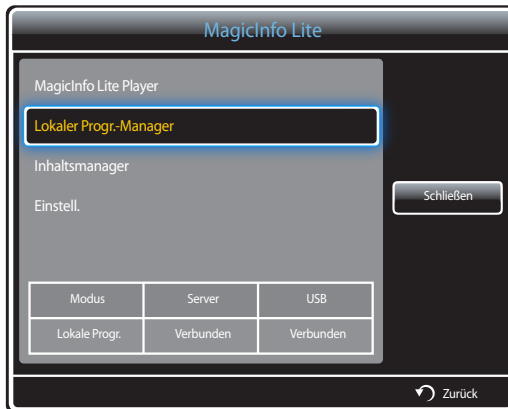 MagicInfo Lite
MagicInfo Lite Player
Lokaler Progr.-Manager
Inhaltsmanager
Einstell.
Schließen
Modus Server USB
Lokale Progr. Verbunden Verbunden
Zurück